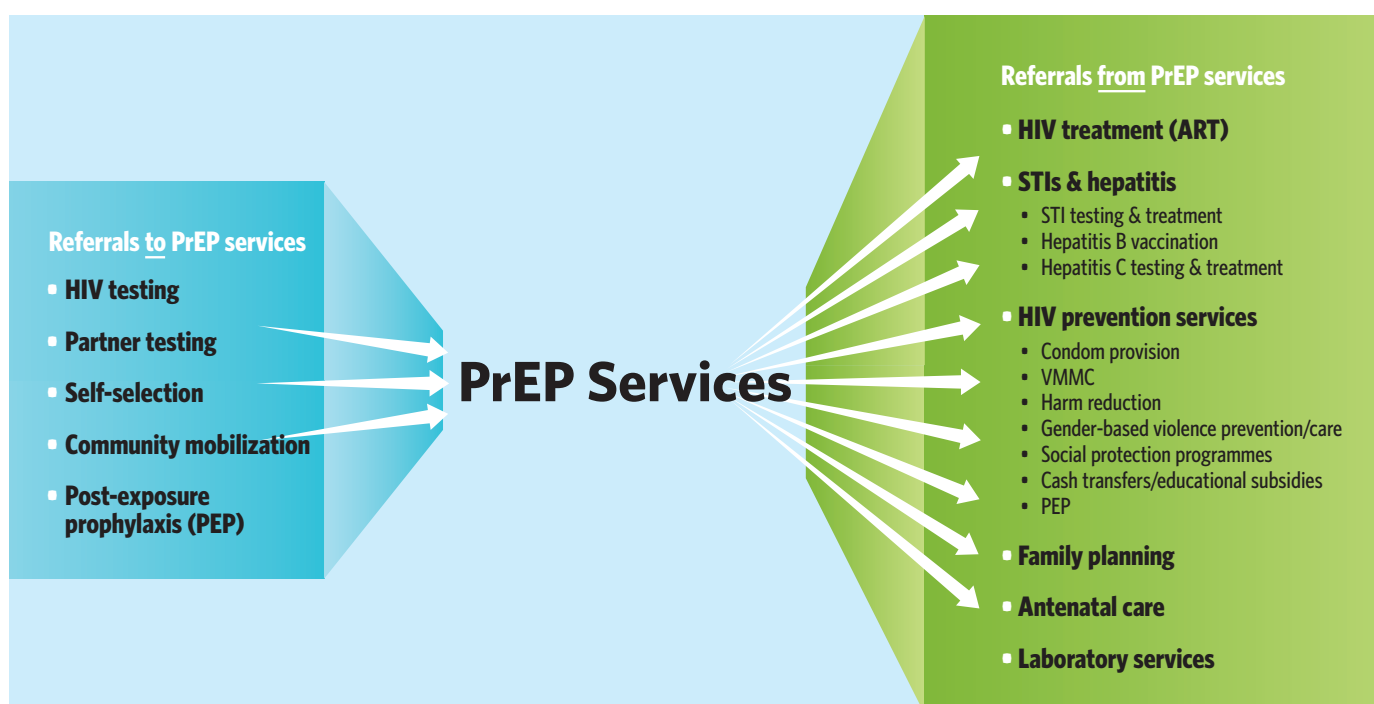 Referrals to PrEP services
HIV testing
Partner testing
Self-selection
Community mobilization
Post-exposure
prophylaxis (PEP)
PrEP Services
Referrals from PrEP services
HIV treatment (ART)
STIs & hepatitis
• STI testing & treatment
• Hepatitis B vaccination
• Hepatitis C testing & treatment
HIV prevention services
• Condom provision
• VMMC
• Harm reduction
• Gender-based violence prevention/care
• Social protection programmes
• Cash transfers/educational subsidies
• PEP
Family planning
Antenatal care
Laboratory services